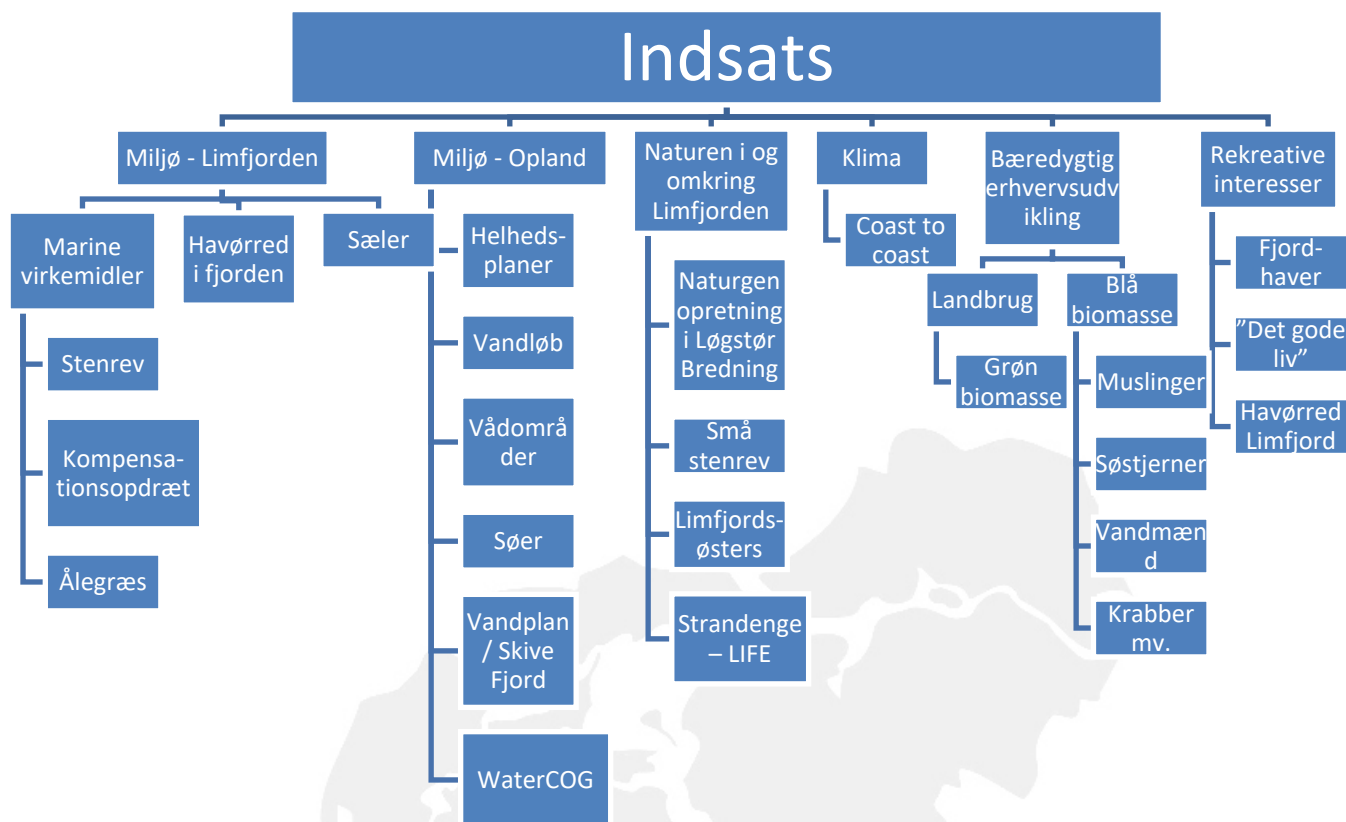 Indsats
Miljø - Limfjorden
Marine
virkemidler
Stenrev
Kompensa-
tionsopdræt
Ålegræs
Havørred
i fjorden
Sæler
Miljø - Opland
Helheds-
planer
Vandløb
Vådområ
der
Søer
Vandplan
/ Skive
Fjord
WaterCOG
Naturen i og
omkring
Limfjorden
Naturgen
opretning
i Løgstør
Bredning
Små
stenrev
Limfjords-
østers
Strandenge
– LIFE
Klima
Coast to
coast
Bæredygtig
erhvervsudv
ikling
Landbrug
Grøn
biomasse
Blå
biomasse
Muslinger
Søstjerner
Vandmæn
d
Krabber
mv.
Rekreative
interesser
Fjord-
haver
”Det gode
liv”
Havørred
Limfjord